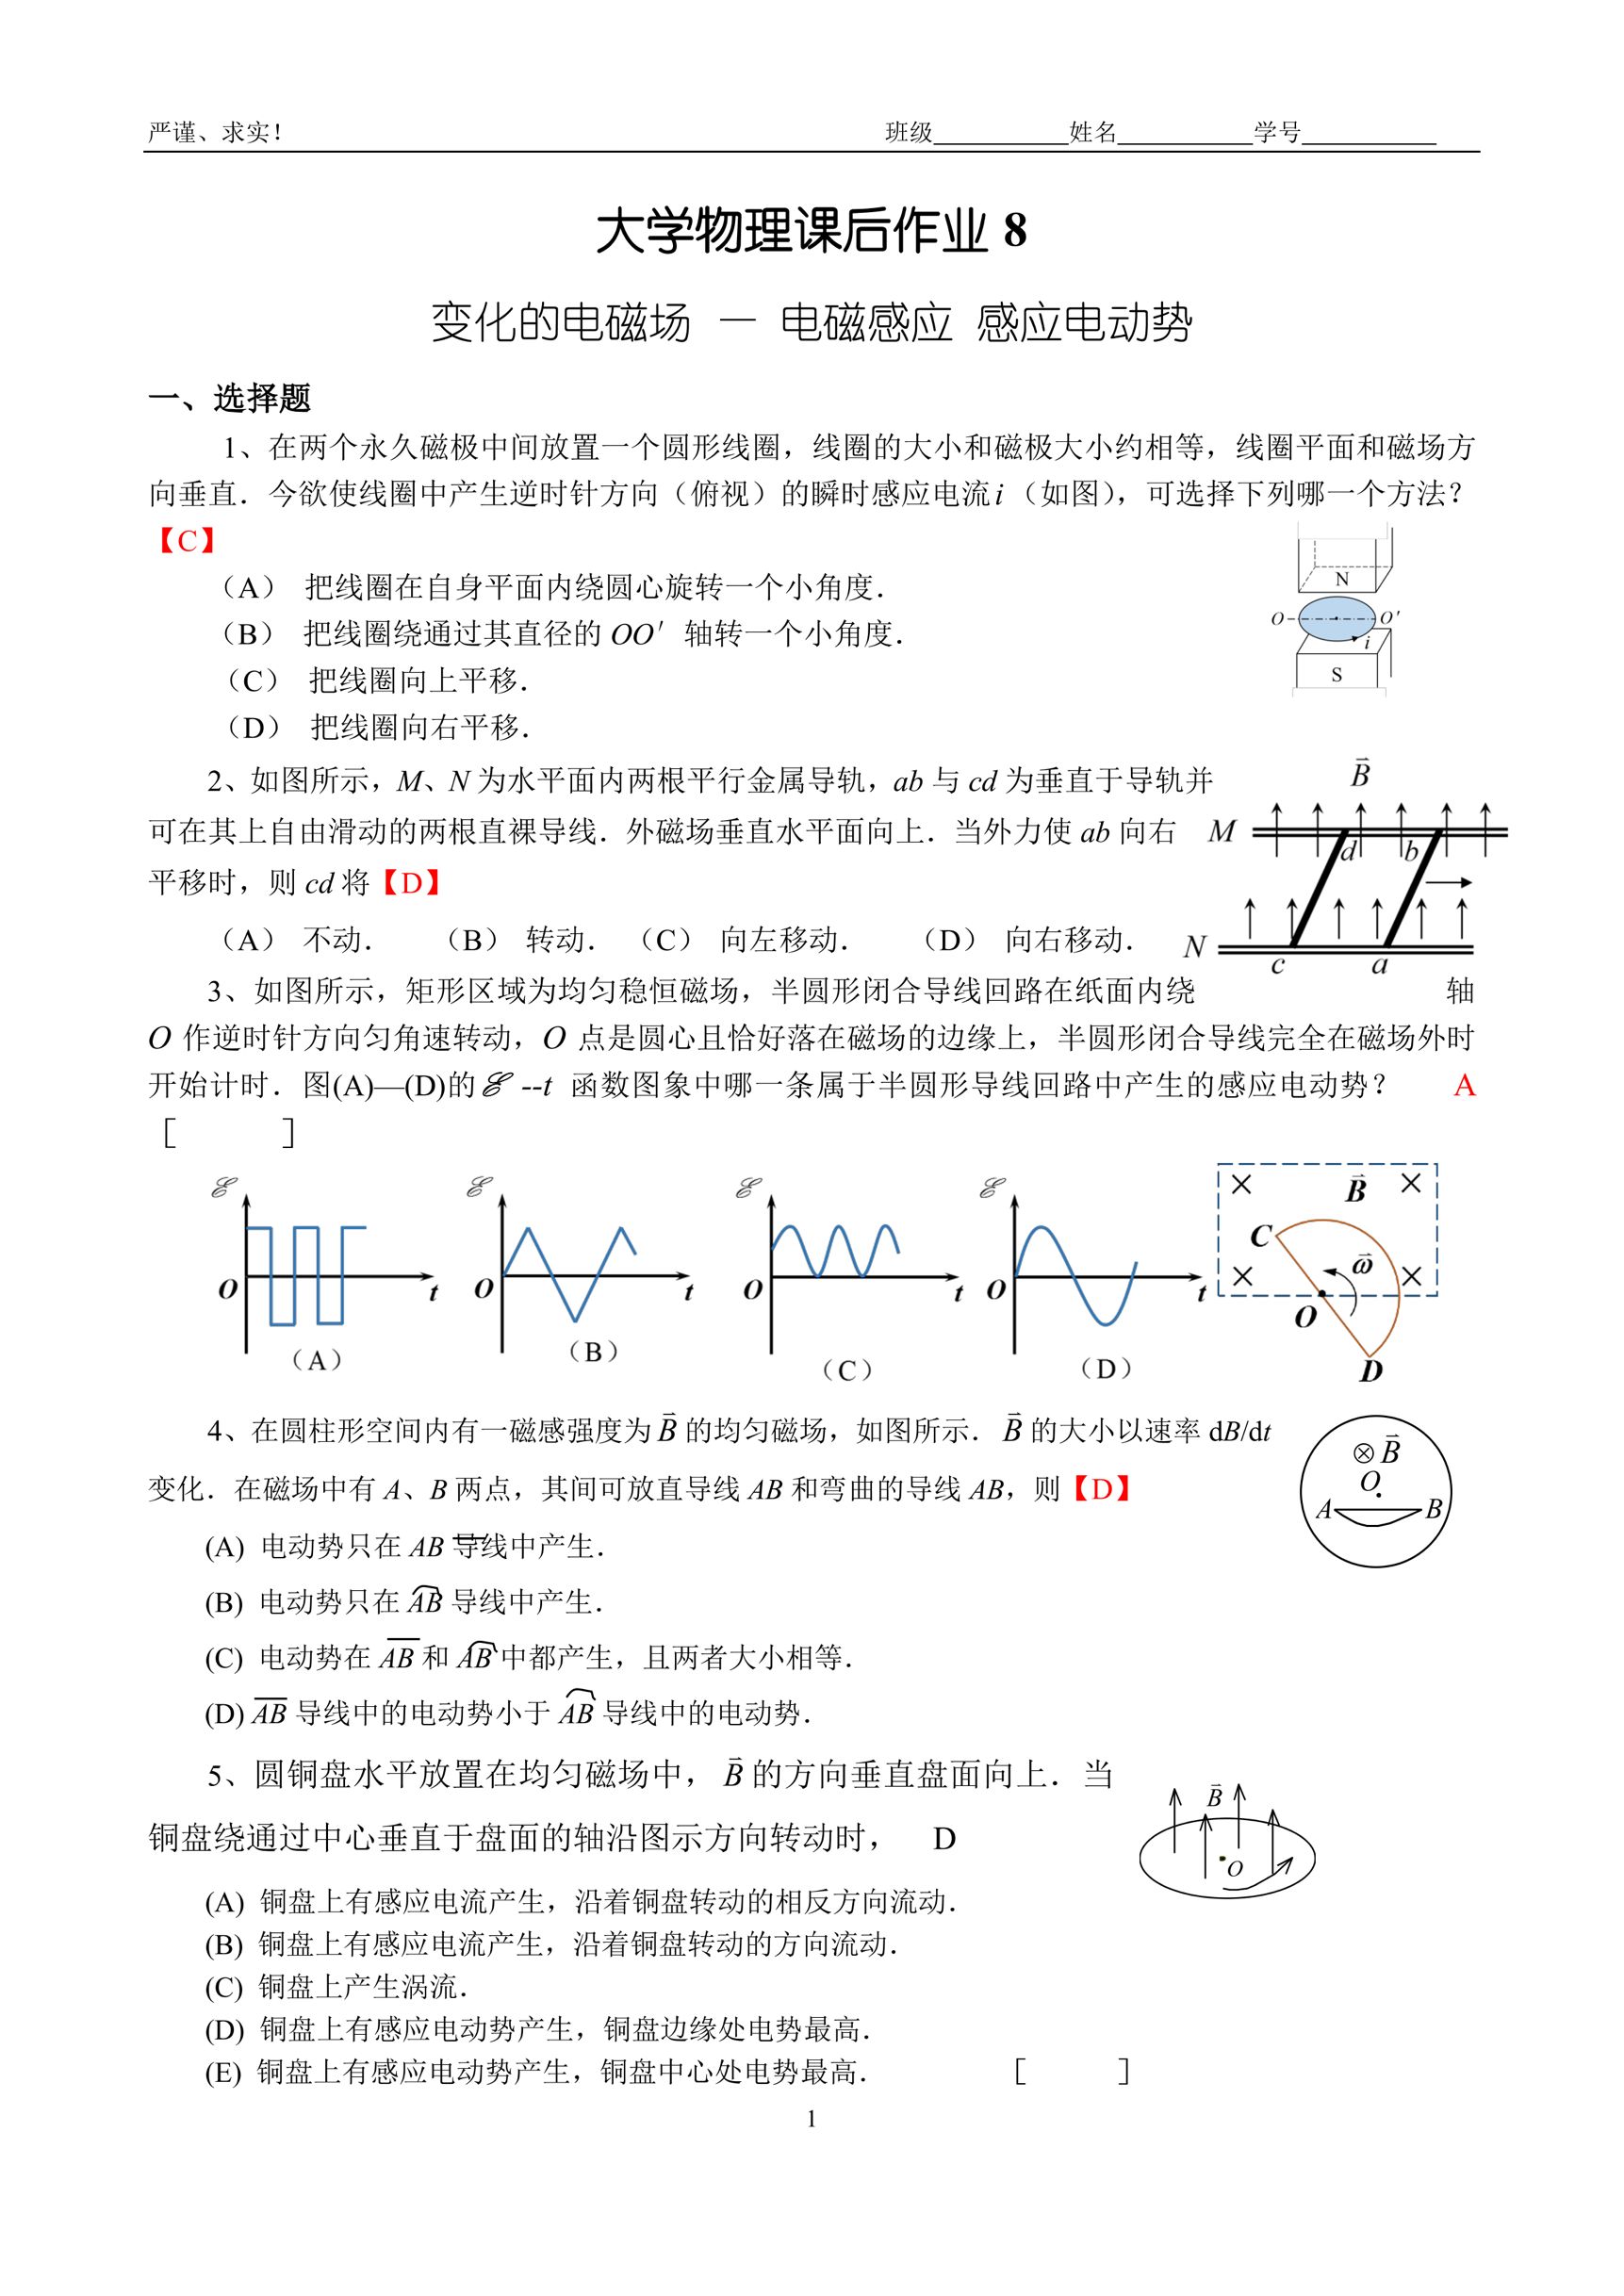 严谨、求实！ 班级__________姓名__________学号__________
大学物理课后作业 8
变化的电磁场 — 电磁感应 感应电动势
一、选择题
1、在两个永久磁极中间放置一个圆形线圈，线圈的大小和磁极大小约相等，线圈平面和磁场方
向垂直．今欲使线圈中产生逆时针方向（俯视）的瞬时感应电流i（如图），可选择下列哪一个方法？
【C】
N
（A） 把线圈在自身平面内绕圆心旋转一个小角度．
O O′
（B） 把线圈绕通过其直径的 OO′ 轴转一个小角度．
i
（C） 把线圈向上平移．
S
（D） 把线圈向右平移．
2、如图所示，M、N 为水平面内两根平行金属导轨，ab 与 cd 为垂直于导轨并
可在其上自由滑动的两根直裸导线．外磁场垂直水平面向上．当外力使 ab 向右
平移时，则 cd 将【D】
B⃗
M
d b
N
c a
（A） 不动． （B） 转动． （C） 向左移动． （D） 向右移动．
3、如图所示，矩形区域为均匀稳恒磁场，半圆形闭合导线回路在纸面内绕 轴
O 作逆时针方向匀角速转动，O 点是圆心且恰好落在磁场的边缘上，半圆形闭合导线完全在磁场外时
开始计时．图(A)—(D)的ℰ --t 函数图象中哪一条属于半圆形导线回路中产生的感应电动势？ A
［ ］
ℰ O t （A）
ℰ O t （B）
ℰ O t （C）
ℰ O t （D）
B⃗ C ω⃗ O D
4、在圆柱形空间内有一磁感强度为B⃗ 的均匀磁场，如图所示．B⃗ 的大小以速率 dB/dt
变化．在磁场中有 A、B 两点，其间可放直导线 AB 和弯曲的导线 AB，则【D】
⊗ B⃗
O
A B
(A) 电动势只在 AB 导线中产生．
(B) 电动势只在 AB 导线中产生．
(C) 电动势在 AB 和 AB 中都产生，且两者大小相等．
(D) AB 导线中的电动势小于 AB 导线中的电动势．
5、圆铜盘水平放置在均匀磁场中，B⃗ 的方向垂直盘面向上．当
铜盘绕通过中心垂直于盘面的轴沿图示方向转动时， D
B⃗
O
(A) 铜盘上有感应电流产生，沿着铜盘转动的相反方向流动．
(B) 铜盘上有感应电流产生，沿着铜盘转动的方向流动．
(C) 铜盘上产生涡流．
(D) 铜盘上有感应电动势产生，铜盘边缘处电势最高．
(E) 铜盘上有感应电动势产生，铜盘中心处电势最高． ［ ］
1